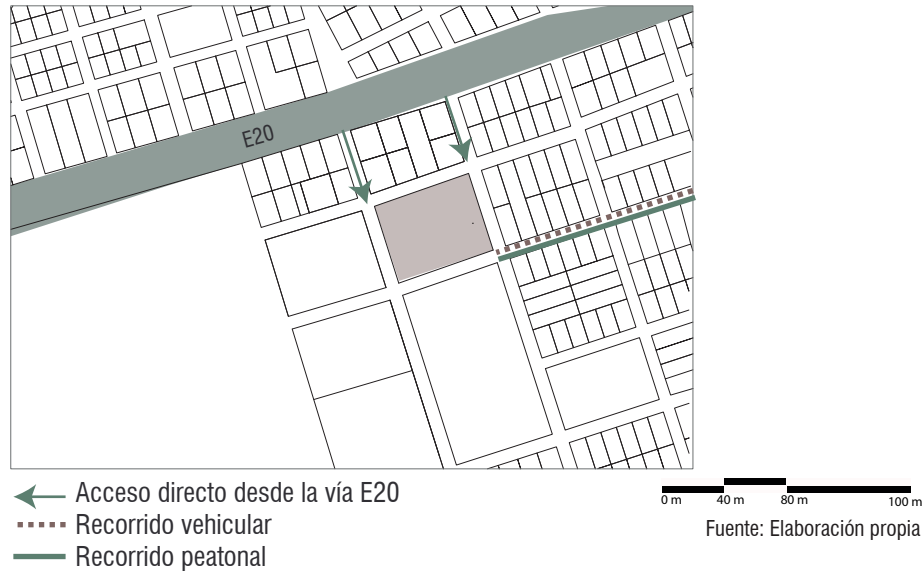 E20
Acceso directo desde la vía E20
Recorrido vehicular
Recorrido peatonal
0 m 40 m 80 m 100 m
Fuente: Elaboración propia